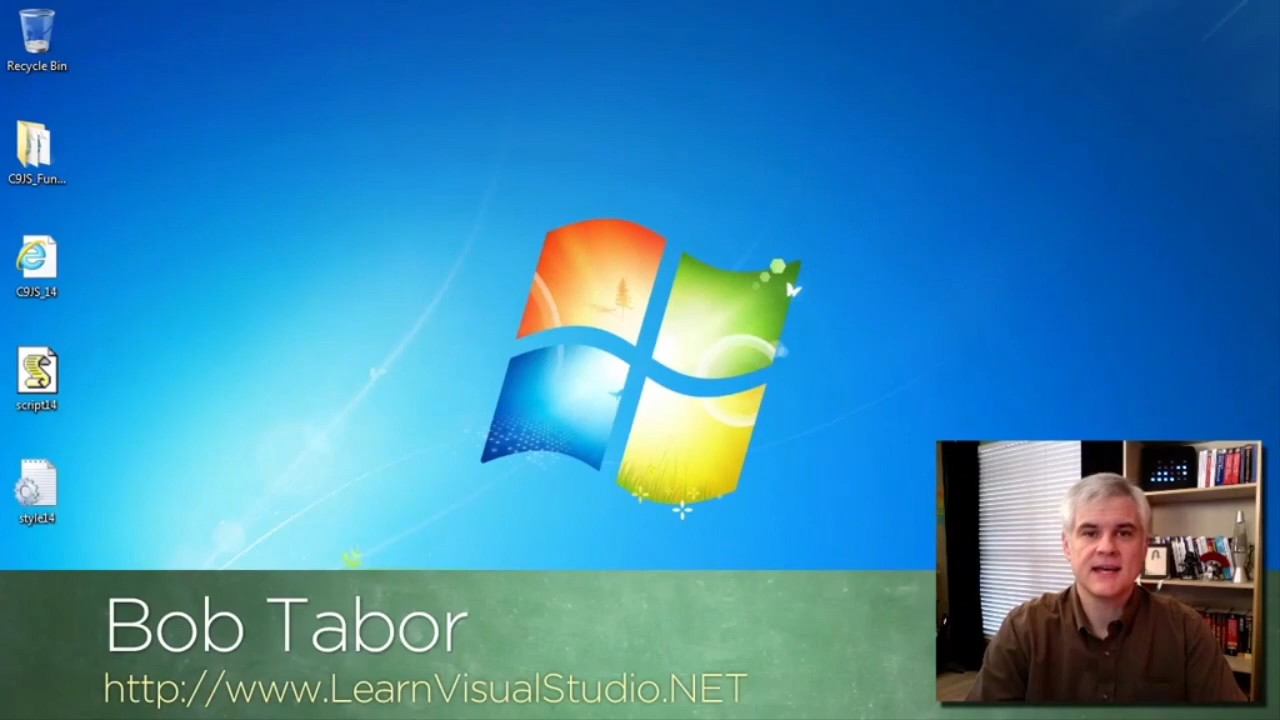 Recycle Bin
C9JS_Fun...
C9JS_14
script14
style14
Bob Tabor
http://www.LearnVisualStudio.NET